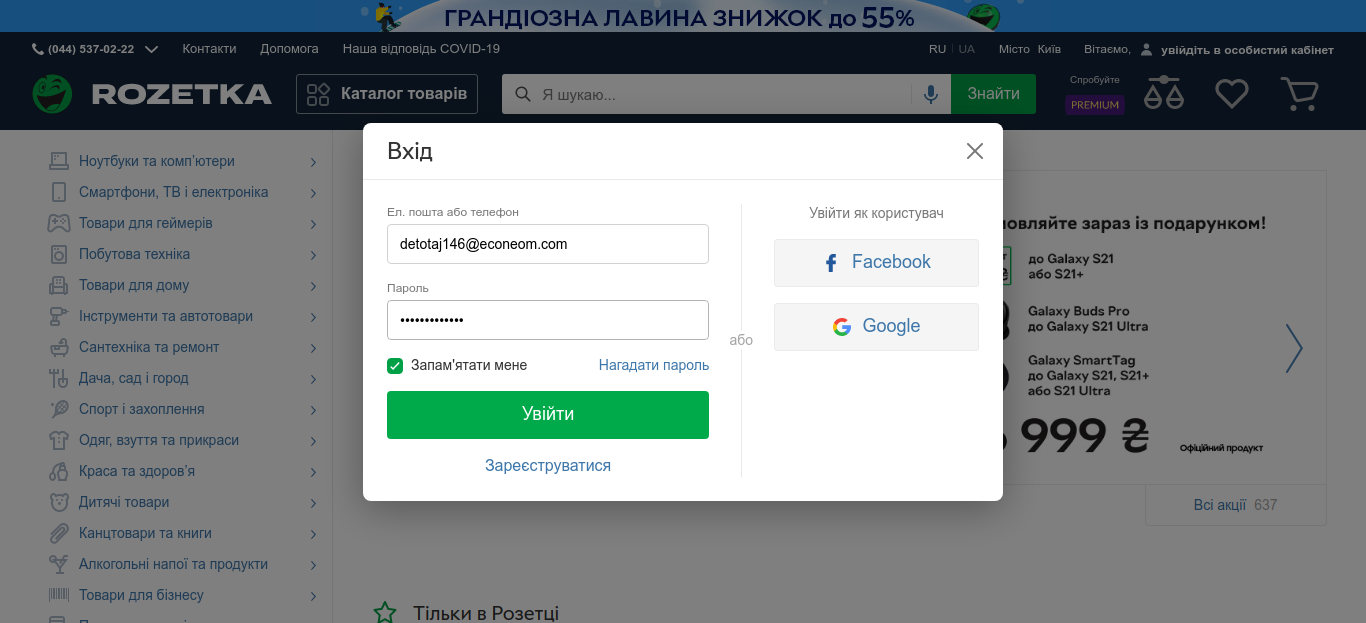 ГРАНДІОЗНА ЛАВИНА ЗНИЖОК до 55%
(044) 537-02-22 Контакти Допомога Наша відповідь COVID-19 RU UA Місто Київ Вітаємо, увійдіть в особистий кабінет
ROZETKA Каталог товарів Я шукаю... Знайти Спробуйте PREMIUM
Вхід
Ел. пошта або телефон
detotaj146@econeom.com
Пароль
•••••••••••••
Запам'ятати мене Нагадати пароль
Увійти
Зареєструватися
або
Увійти як користувач
Facebook
Google
Ноутбуки та комп’ютери
Смартфони, ТВ і електроніка
Товари для геймерів
Побутова техніка
Товари для дому
Інструменти та автотовари
Сантехніка та ремонт
Дача, сад і город
Спорт і захоплення
Одяг, взуття та прикраси
Краса та здоров’я
Дитячі товари
Канцтовари та книги
Алкогольні напої та продукти
Товари для бізнесу
мовляйте зараз із подарунком!
до Galaxy S21
або S21+
Galaxy Buds Pro
до Galaxy S21 Ultra
Galaxy SmartTag
до Galaxy S21, S21+
або S21 Ultra
999 ₴
Офіційний продукт
Всі акції 637
Тільки в Розетці